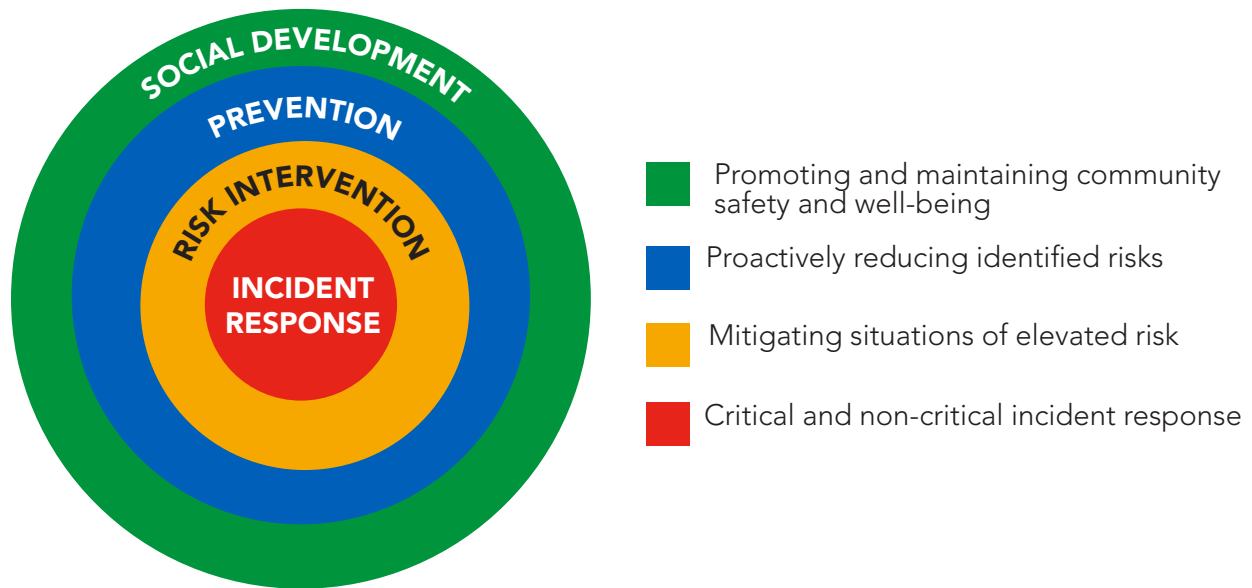 SOCIAL DEVELOPMENT
PREVENTION
RISK INTERVENTION
INCIDENT
RESPONSE
Promoting and maintaining community
safety and well-being
Proactively reducing identified risks
Mitigating situations of elevated risk
Critical and non-critical incident response